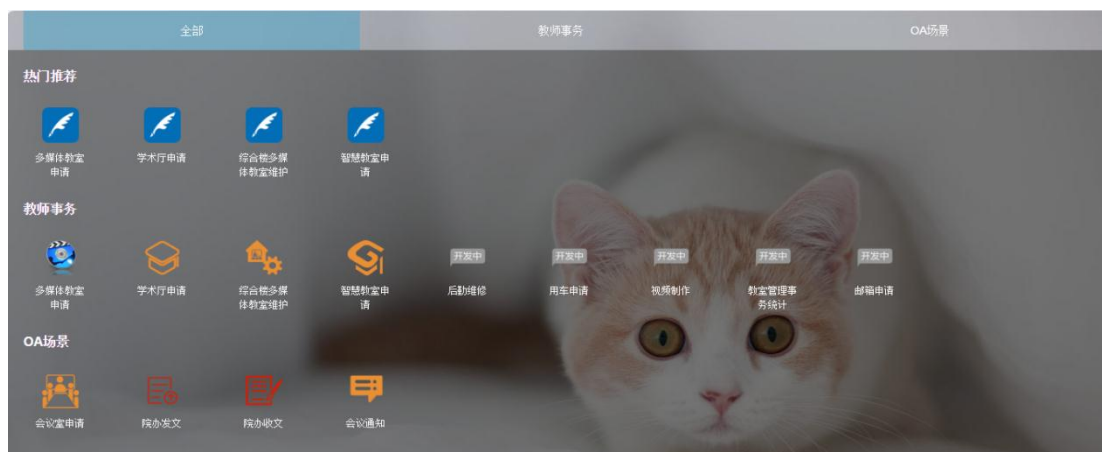 全部 教师事务 OA场景
热门推荐
多媒体教室 学术厅申请 综合楼多媒 智慧教室申
申请 体教室维护 请
教师事务
开发中 开发中 开发中 开发中 开发中
多媒体教室 学术厅申请 综合楼多媒 智慧教室申 后勤维修 用车申请 视频制作 教室管理事 邮箱申请
申请 体教室维护 请 务统计
OA场景
会议室申请 院办发文 院办收文 会议通知